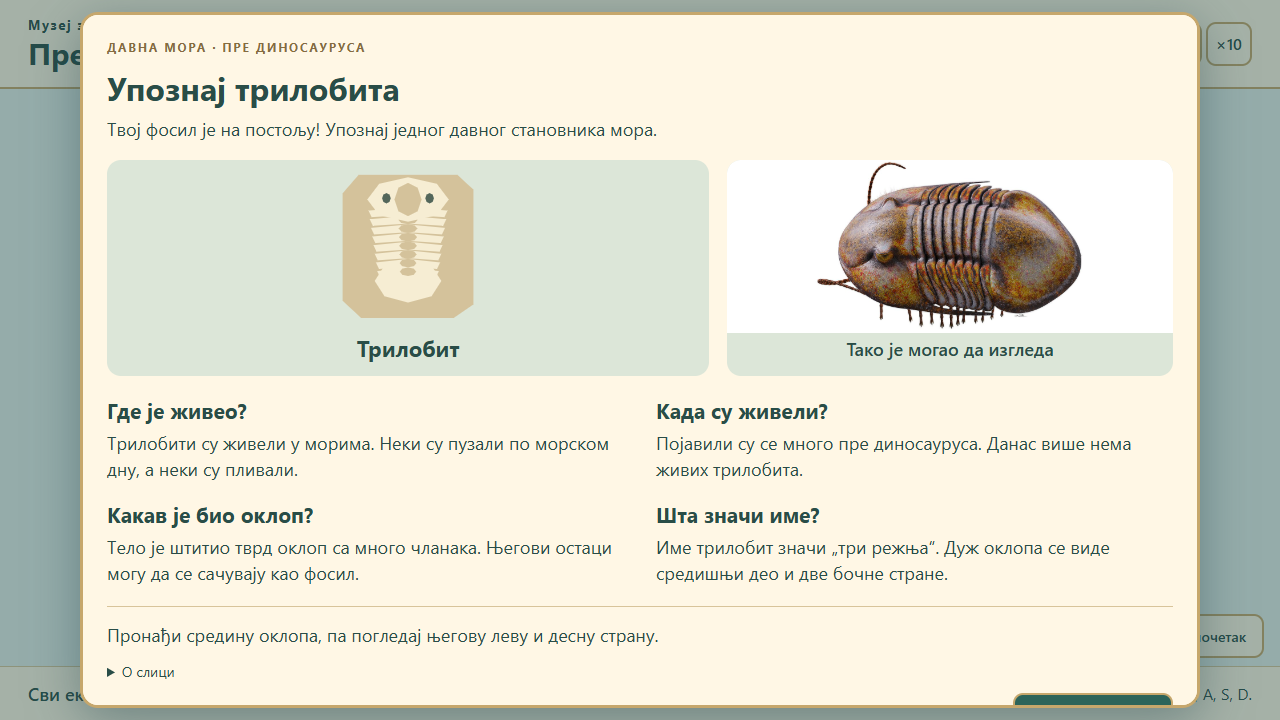 Музеј
×10
ДАВНА МОРА · ПРЕ ДИНОСАУРУСА
Упознај трилобита
Твој фосил је на постољу! Упознај једног давног становника мора.
Трилобит
Тако је могао да изгледа
Где је живео?
Трилобити су живели у морима. Неки су пузали по морском
дну, а неки су пливали.
Када су живели?
Појавили су се много пре диносауруса. Данас више нема
живих трилобита.
Какав је био оклоп?
Тело је штитио тврд оклоп са много чланака. Његови остаци
могу да се сачувају као фосил.
Шта значи име?
Име трилобит значи „три режња“. Дуж оклопа се виде
средишњи део и две бочне стране.
Пронађи средину оклопа, па погледај његову леву и десну страну.
О слици
Сви
A, S, D.